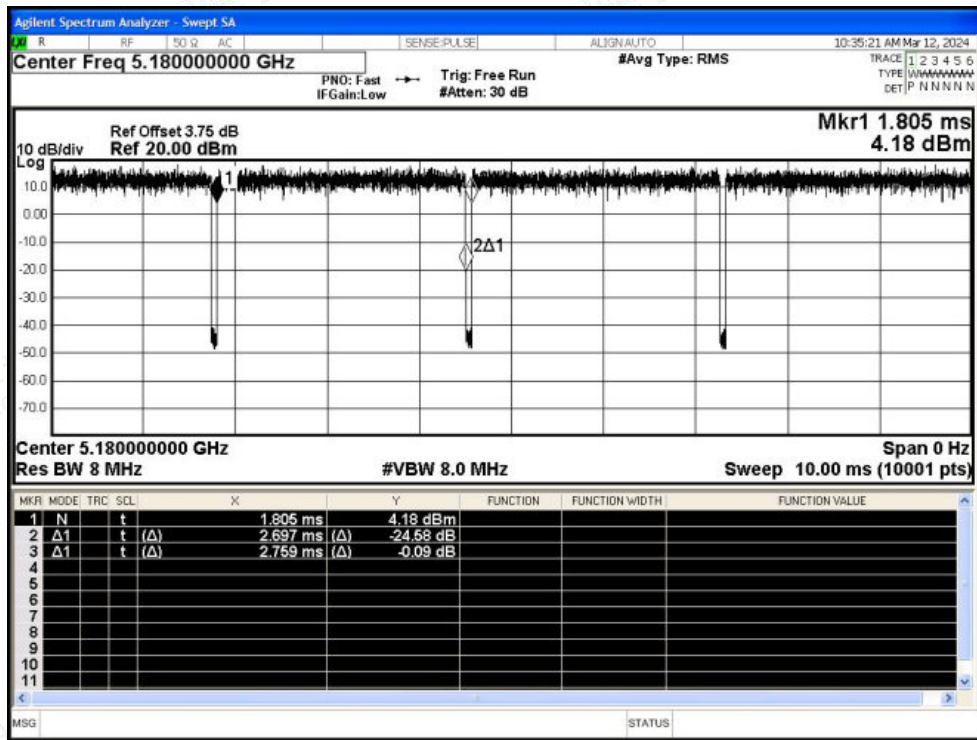 Agilent Spectrum Analyzer - Swept SA
LXI R RF 50 Ω AC SENSE:PULSE ALIGNAUTO 10:35:21 AM Mar 12, 2024
Center Freq 5.180000000 GHz #Avg Type: RMS TRACE 1 2 3 4 5 6
PNO: Fast Trig: Free Run TYPE WWWWWW
IFGain:Low #Atten: 30 dB DET P N N N N N
Mkr1 1.805 ms
Ref Offset 3.75 dB
10 dB/div Ref 20.00 dBm 4.18 dBm
Log
10.0
1
0.00
-10.0
2Δ1
-20.0
-30.0
-40.0
-50.0
-60.0
-70.0
Center 5.180000000 GHz Span 0 Hz
Res BW 8 MHz #VBW 8.0 MHz Sweep 10.00 ms (10001 pts)
MKR MODE TRC SCL X Y FUNCTION FUNCTION WIDTH FUNCTION VALUE
1 N t 1.805 ms 4.18 dBm
2 Δ1 t (Δ) 2.697 ms (Δ) -24.58 dB
3 Δ1 t (Δ) 2.759 ms (Δ) -0.09 dB
4
5
6
7
8
9
10
11
MSG STATUS